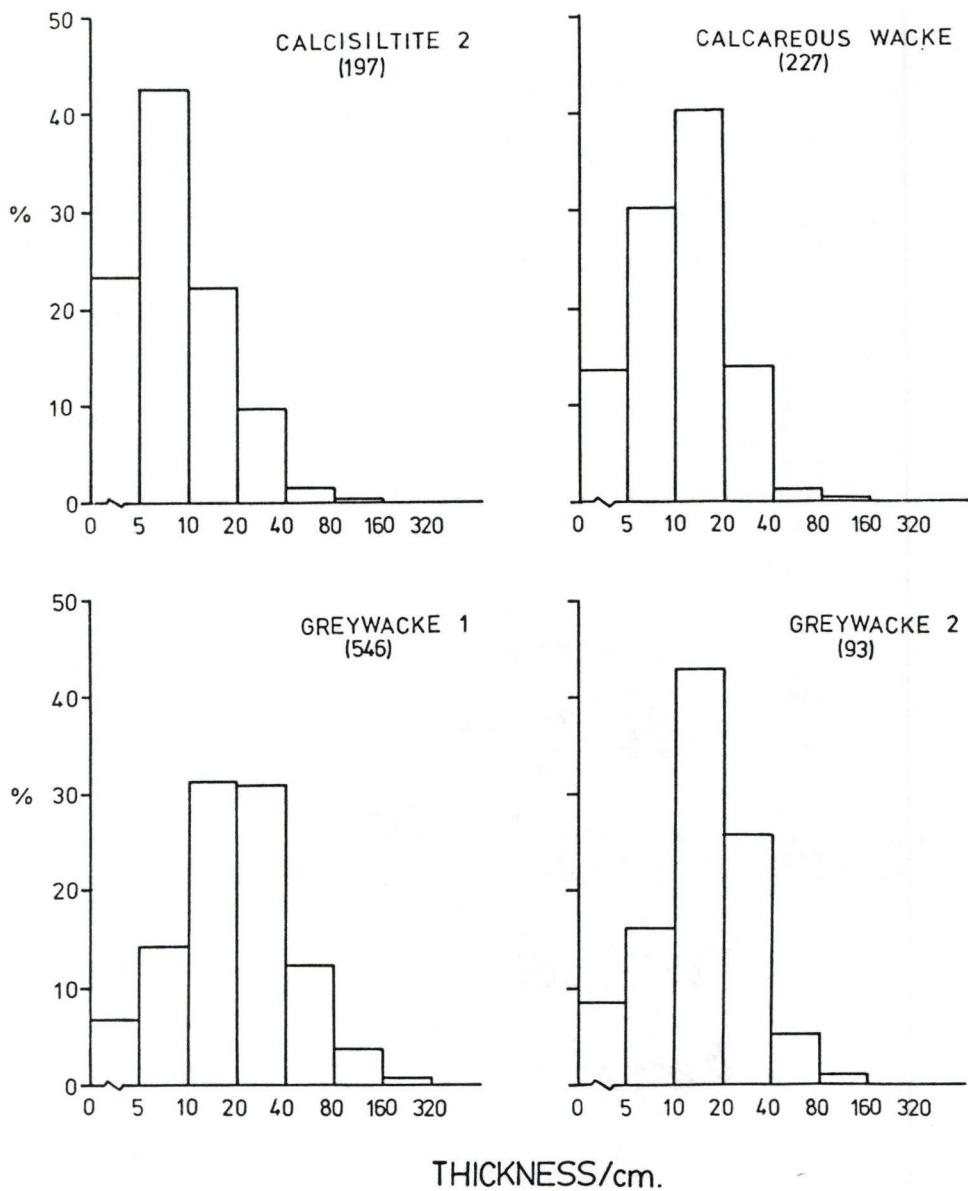 CALCISILTITE 2
(197)
%
50
40
30
20
10
0
0 5 10 20 40 80 160 320
CALCAREOUS WACKE
(227)
0 5 10 20 40 80 160 320
GREYWACKE 1
(546)
%
50
40
30
20
10
0
0 5 10 20 40 80 160 320
GREYWACKE 2
(93)
0 5 10 20 40 80 160 320
THICKNESS/cm.